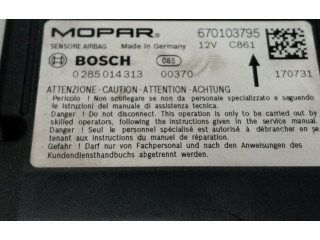 MOPAR 670103795
SENSORE AIRBAG Made in Germany 12V C861
BOSCH 085
0 285 014 313 00370 170731
ATTENZIONE - CAUTION - ATTENTION - ACHTUNG
- Pericolo ! Non scollegare se non da personale specializzato e seguendo
le istruzioni del manuale di assistenza tecnica.
- Danger ! Do not disconnect. This operation is only to be carried out by
skilled operators, following the instructions given in the service manual.
- Danger ! Seul le personnel spécialisé est autorisé à débrancher en se
tenant aux instructions du manuel de réparation.
- Gefahr ! Darf nur von Fachpersonal und nach den Anweisungen des
Kundendiensthandbuches abgetrennt werden.